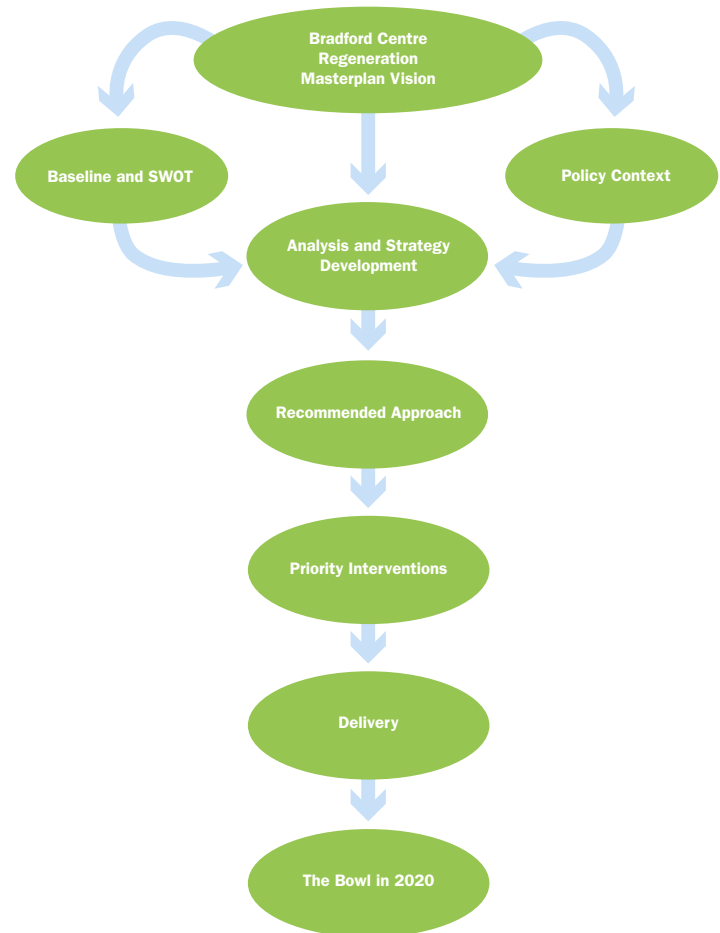 Bradford Centre
Regeneration
Masterplan Vision
Baseline and SWOT
Policy Context
Analysis and Strategy
Development
Recommended Approach
Priority Interventions
Delivery
The Bowl in 2020